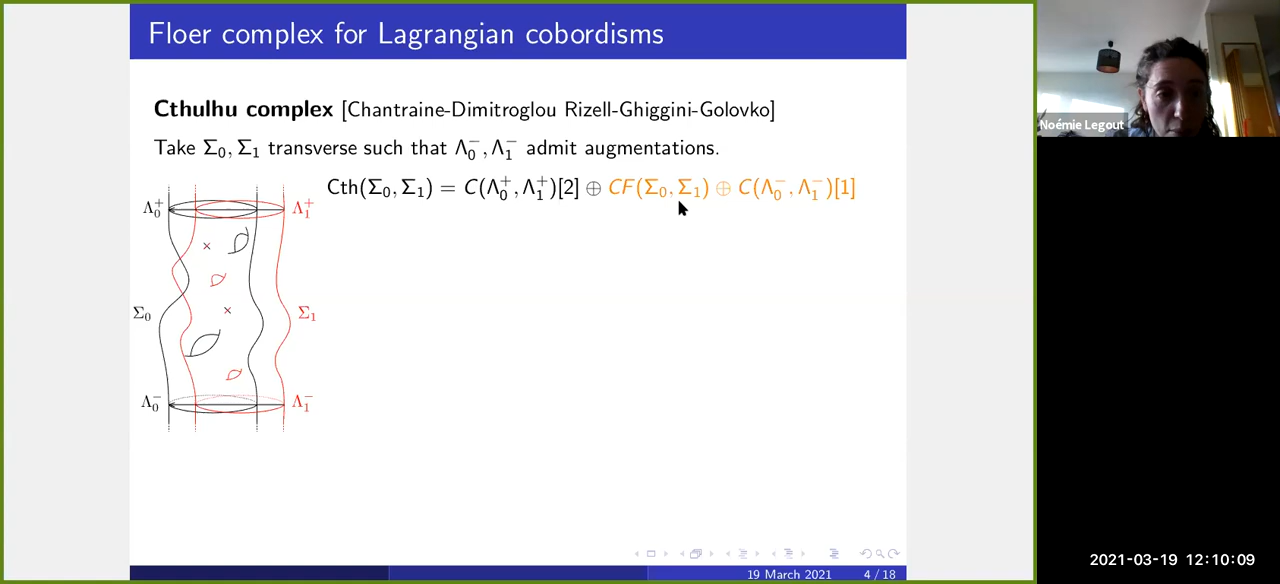 Floer complex for Lagrangian cobordisms
Cthulhu complex [Chantraine-Dimitroglou Rizell-Ghiggini-Golovko]
Take Σ₀, Σ₁ transverse such that Λ₀⁻, Λ₁⁻ admit augmentations.
Cth(Σ₀, Σ₁) = C(Λ₀⁺, Λ₁⁺)[2] ⊕ CF(Σ₀, Σ₁) ⊕ C(Λ₀⁻, Λ₁⁻)[1]
Λ₀⁺ Λ₁⁺
Σ₀ Σ₁
Λ₀⁻ Λ₁⁻
19 March 2021 4 / 18
Noémie Legout
2021-03-19 12:10:09